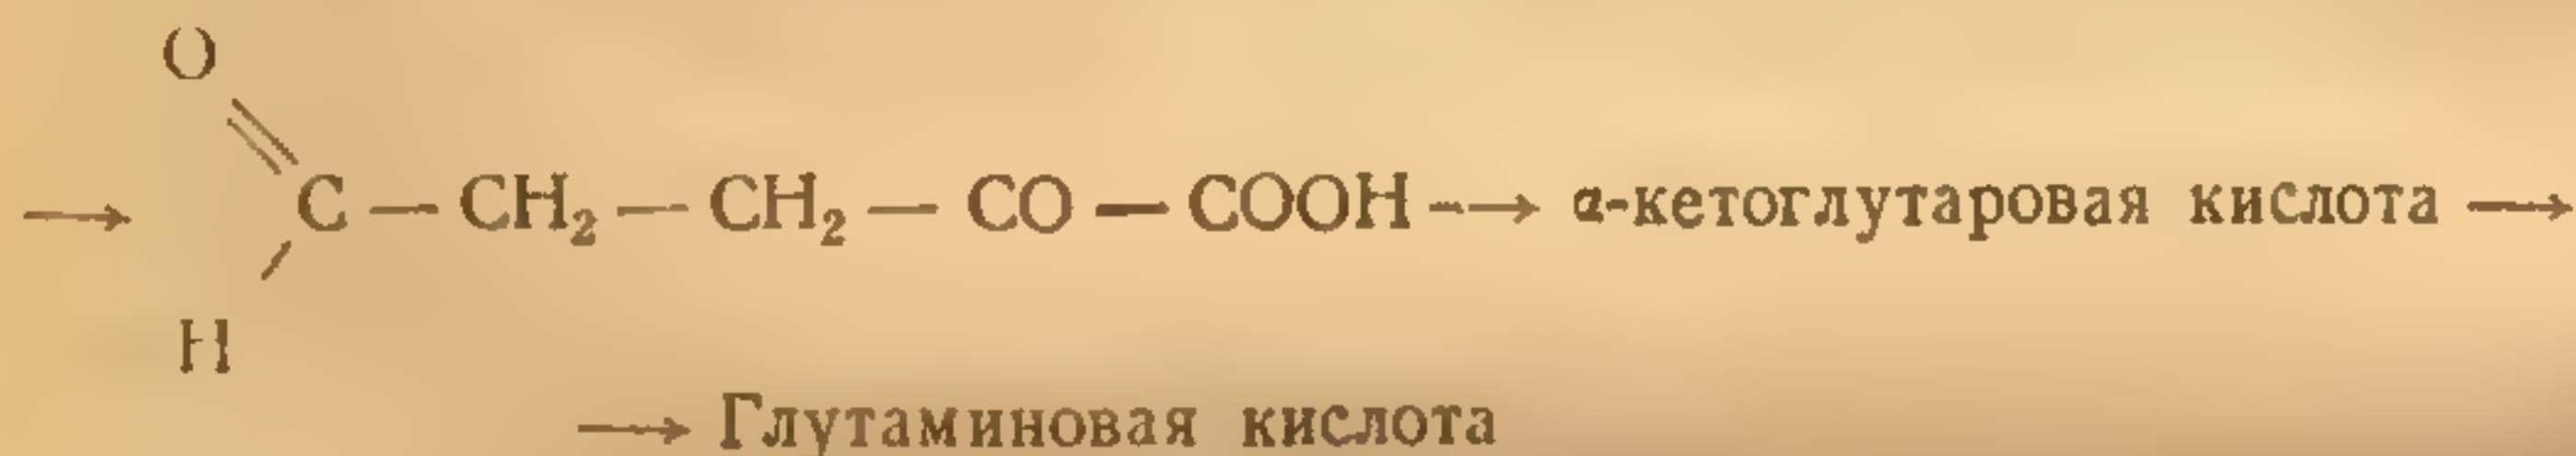 O
→ C — CH₂ — CH₂ — CO — COOH → α-кетоглутаровая кислота →
H
→ Глутаминовая кислота